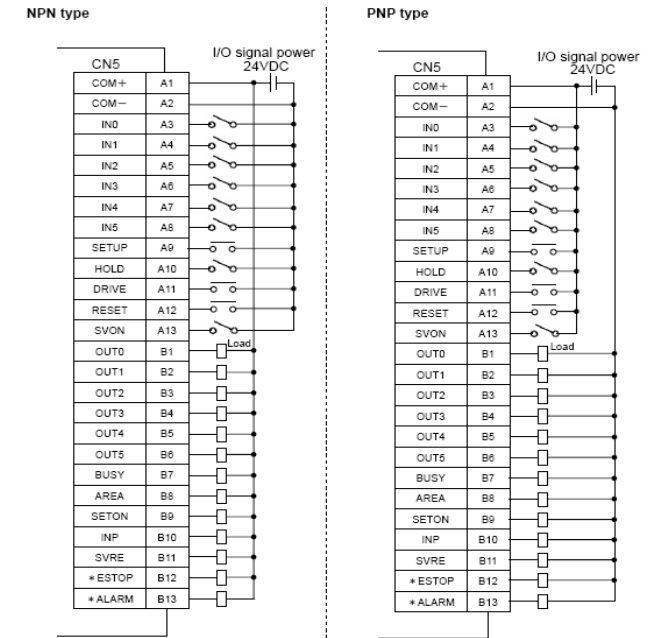 NPN type
I/O signal power
24VDC
CN5
COM+ A1
COM− A2
IN0 A3
IN1 A4
IN2 A5
IN3 A6
IN4 A7
IN5 A8
SETUP A9
HOLD A10
DRIVE A11
RESET A12
SVON A13
OUT0 B1 Load
OUT1 B2
OUT2 B3
OUT3 B4
OUT4 B5
OUT5 B6
BUSY B7
AREA B8
SETON B9
INP B10
SVRE B11
*ESTOP B12
*ALARM B13
PNP type
I/O signal power
24VDC
CN5
COM+ A1
COM− A2
IN0 A3
IN1 A4
IN2 A5
IN3 A6
IN4 A7
IN5 A8
SETUP A9
HOLD A10
DRIVE A11
RESET A12
SVON A13
OUT0 B1 Load
OUT1 B2
OUT2 B3
OUT3 B4
OUT4 B5
OUT5 B6
BUSY B7
AREA B8
SETON B9
INP B10
SVRE B11
*ESTOP B12
*ALARM B13